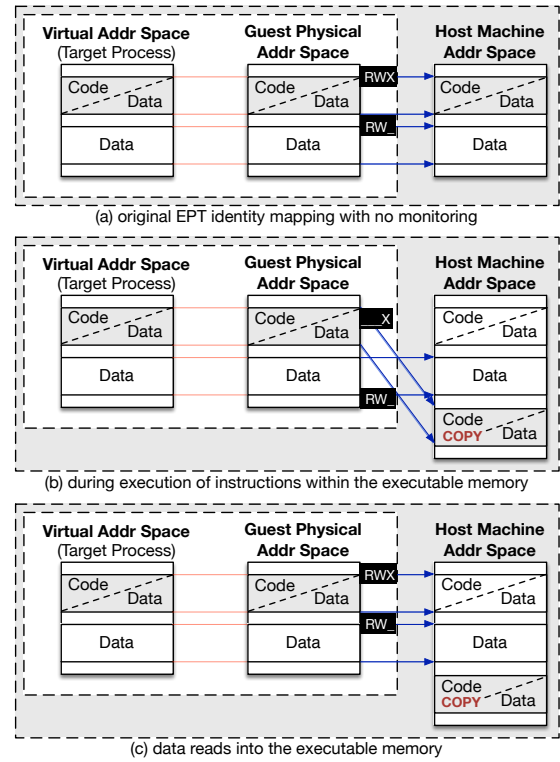 Virtual Addr Space
(Target Process)
Guest Physical
Addr Space
Host Machine
Addr Space
Code
Data
Data
Code
Data
Data
RWX
RW_
Code
Data
Data
(a) original EPT identity mapping with no monitoring
Virtual Addr Space
(Target Process)
Guest Physical
Addr Space
Host Machine
Addr Space
Code
Data
Data
Code
Data
Data
__X
RW_
Code
Data
Data
Code
COPY
Data
(b) during execution of instructions within the executable memory
Virtual Addr Space
(Target Process)
Guest Physical
Addr Space
Host Machine
Addr Space
Code
Data
Data
Code
Data
Data
RWX
RW_
Code
Data
Data
Code
COPY
Data
(c) data reads into the executable memory